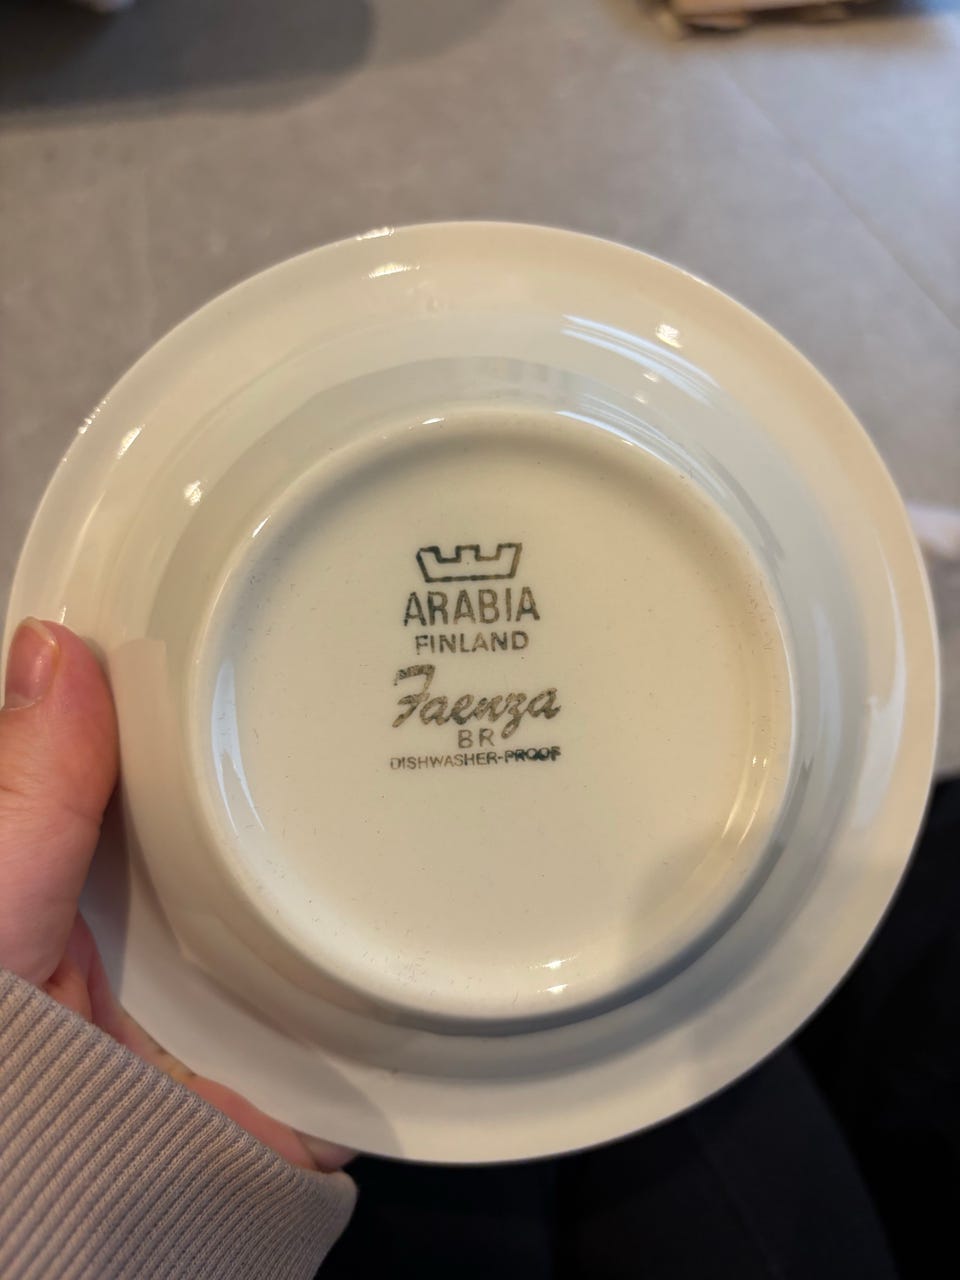 ARABIA
FINLAND
Faenza
BR
DISHWASHER-PROOF